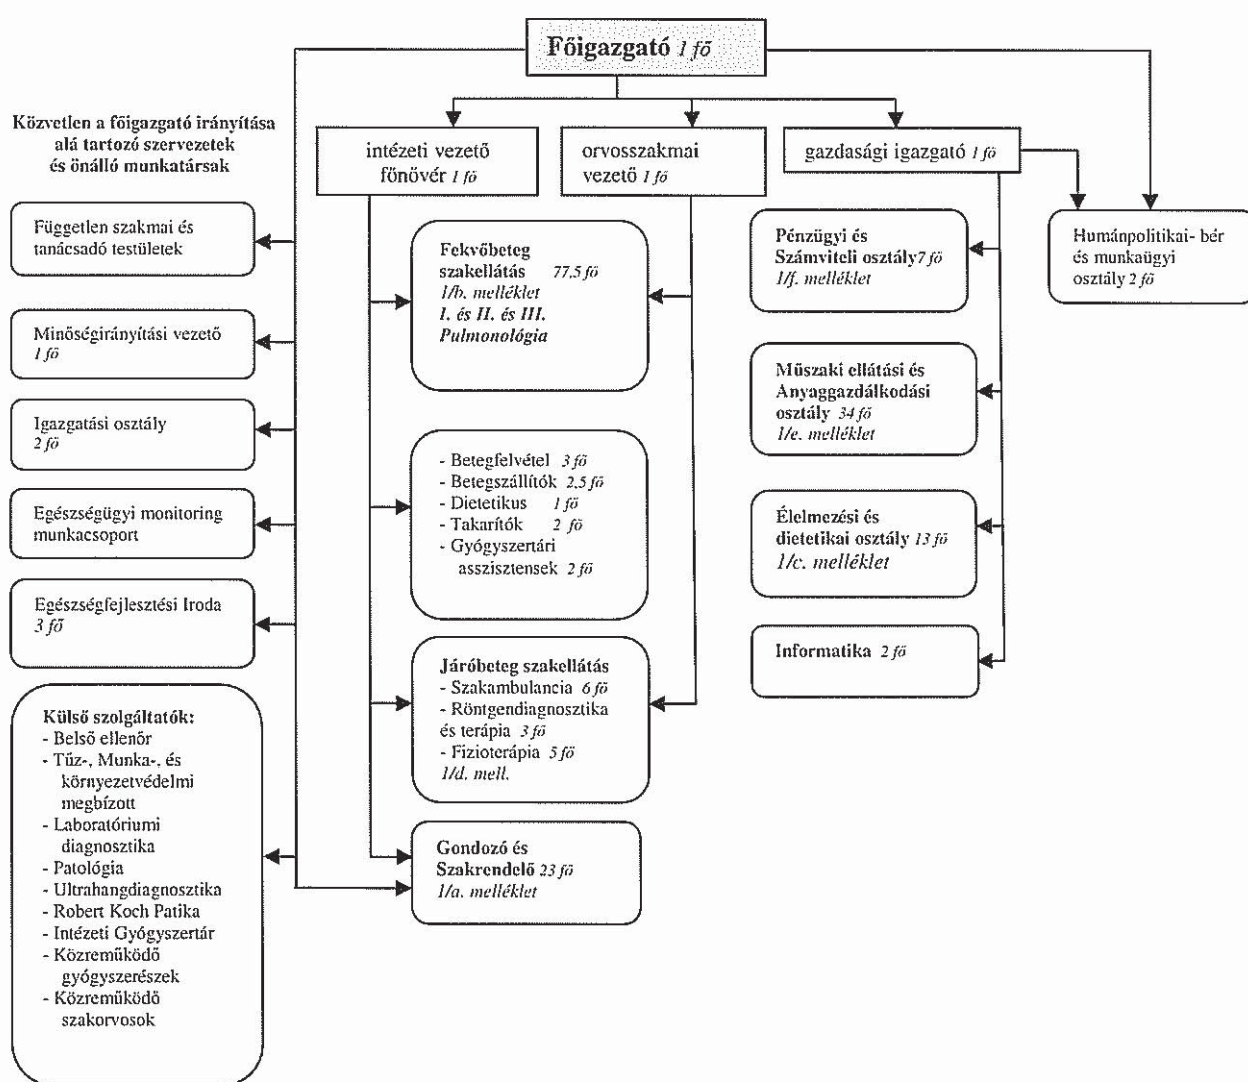 Főigazgató 1 fő
Közvetlen a főigazgató irányítása
alá tartozó szervezetek
és önálló munkatársak
intézeti vezető
főnővér 1 fő
orvosszakmai
vezető 1 fő
gazdasági igazgató 1 fő
Független szakmai és
tanácsadó testületek
Minőségirányítási vezető
1 fő
Igazgatási osztály
2 fő
Egészségügyi monitoring
munkacsoport
Egészségfejlesztési Iroda
3 fő
Külső szolgáltatók:
- Belső ellenőr
- Tűz-, Munka-, és
környezetvédelmi
megbízott
- Laboratóriumi
diagnosztika
- Patológia
- Ultrahangdiagnosztika
- Robert Koch Patika
- Intézeti Gyógyszertár
- Közreműködő
gyógyszerészek
- Közreműködő
szakorvosok
Fekvőbeteg
szakellátás 77,5 fő
1/b. melléklet
I. és II. és III.
Pulmonológia
- Betegfelvétel 3 fő
- Betegszállítók 2,5 fő
- Dietetikus 1 fő
- Takarítók 2 fő
- Gyógyszertári
asszisztensek 2 fő
Járóbeteg szakellátás
- Szakambulancia 6 fő
- Röntgendiagnosztika
és terápia 3 fő
- Fizioterápia 5 fő
1/d. mell.
Gondozó és
Szakrendelő 23 fő
1/a. melléklet
Pénzügyi és
Számviteli osztály 7 fő
1/f. melléklet
Műszaki ellátási és
Anyaggazdálkodási
osztály 34 fő
1/e. melléklet
Élelmezési és
dietetikai osztály 13 fő
1/c. melléklet
Informatika 2 fő
Humánpolitikai- bér
és munkaügyi
osztály 2 fő